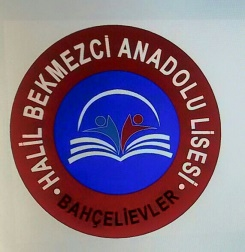 • HALİL BEKMEZCİ ANADOLU LİSESİ •
BAHÇELİEVLER